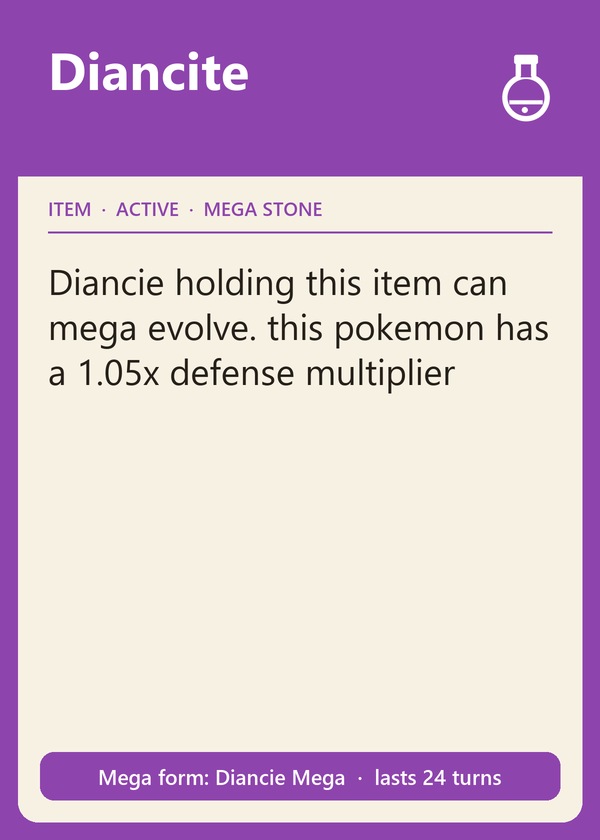 Diancite
ITEM · ACTIVE · MEGA STONE
Diancie holding this item can
mega evolve. this pokemon has
a 1.05x defense multiplier
Mega form: Diancie Mega · lasts 24 turns